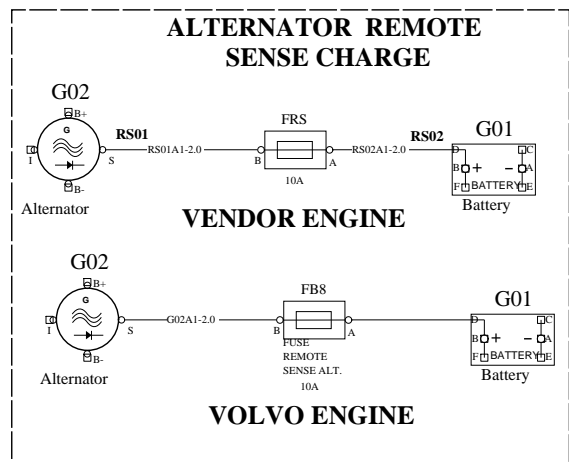 ALTERNATOR REMOTE
SENSE CHARGE
G02
B+
G
I
S
B-
Alternator
RS01
RS01A1-2.0
FRS
B
A
10A
RS02
RS02A1-2.0
G01
D
C
B
+
-
A
F
BATTERY
E
Battery
VENDOR ENGINE
G02
B+
G
I
S
B-
Alternator
G02A1-2.0
FB8
B
A
FUSE
REMOTE
SENSE ALT.
10A
G01
D
C
B
+
-
A
F
BATTERY
E
Battery
VOLVO ENGINE